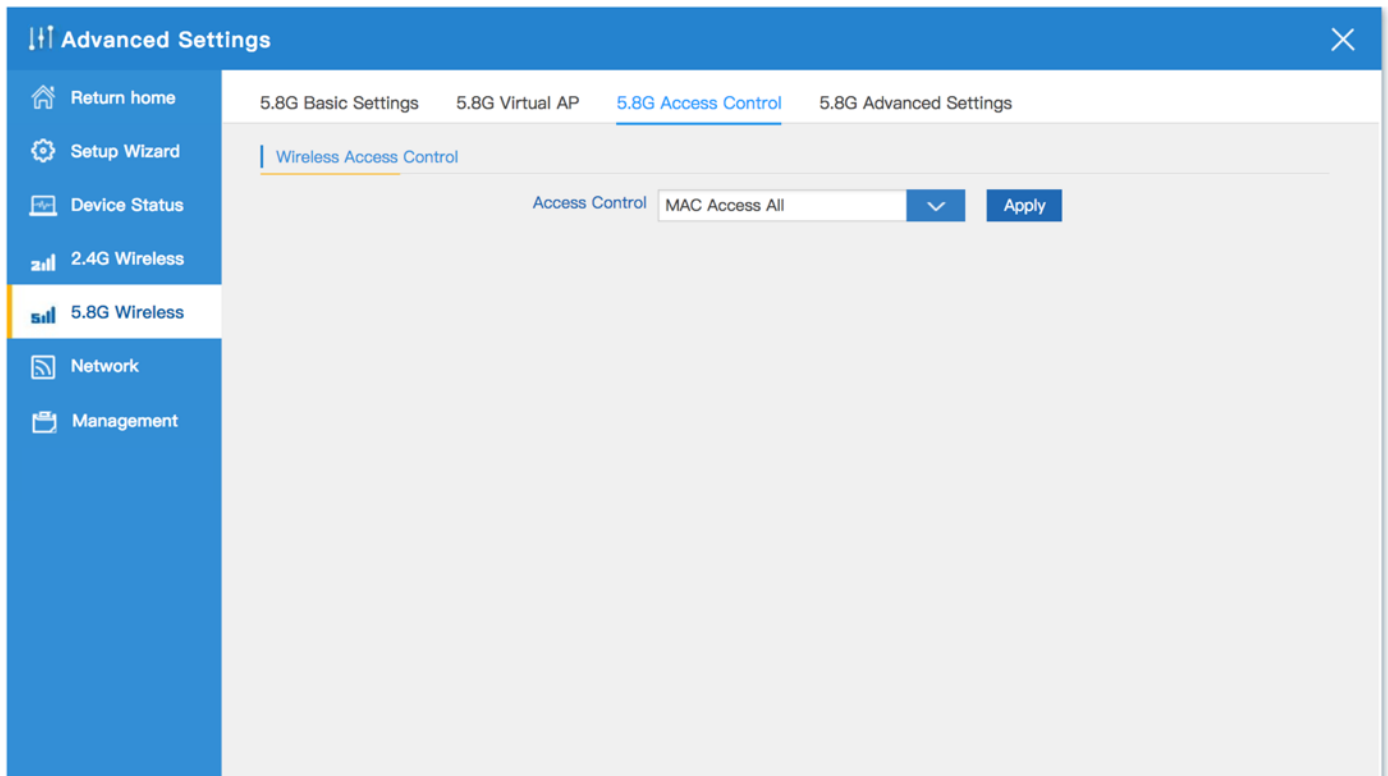 Advanced Settings
Return home
Setup Wizard
Device Status
2.4G Wireless
5.8G Wireless
Network
Management
5.8G Basic Settings 5.8G Virtual AP 5.8G Access Control 5.8G Advanced Settings
Wireless Access Control
Access Control MAC Access All Apply